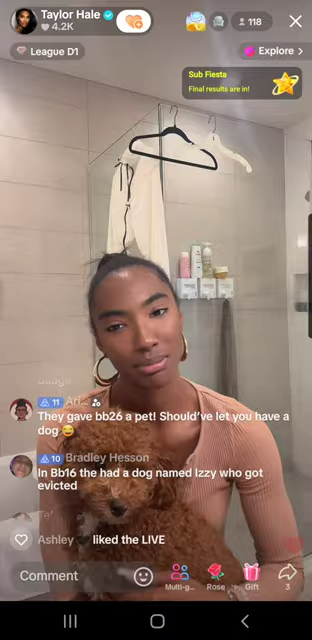 Taylor Hale
4.2K
118
League D1
Explore >
Sub Fiesta
Final results are in!
11 Ari...
They gave bb26 a pet! Should've let you have a
dog 😂
10 Bradley Hesson
In Bb16 the had a dog named Izzy who got
evicted
Ashley liked the LIVE
Comment
Multi-g...
Rose
Gift
3